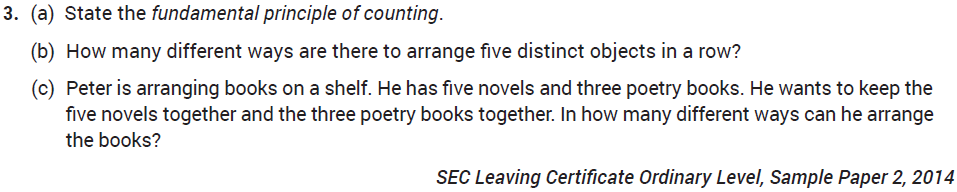 3. (a) State the fundamental principle of counting.
(b) How many different ways are there to arrange five distinct objects in a row?
(c) Peter is arranging books on a shelf. He has five novels and three poetry books. He wants to keep the
five novels together and the three poetry books together. In how many different ways can he arrange
the books?
SEC Leaving Certificate Ordinary Level, Sample Paper 2, 2014